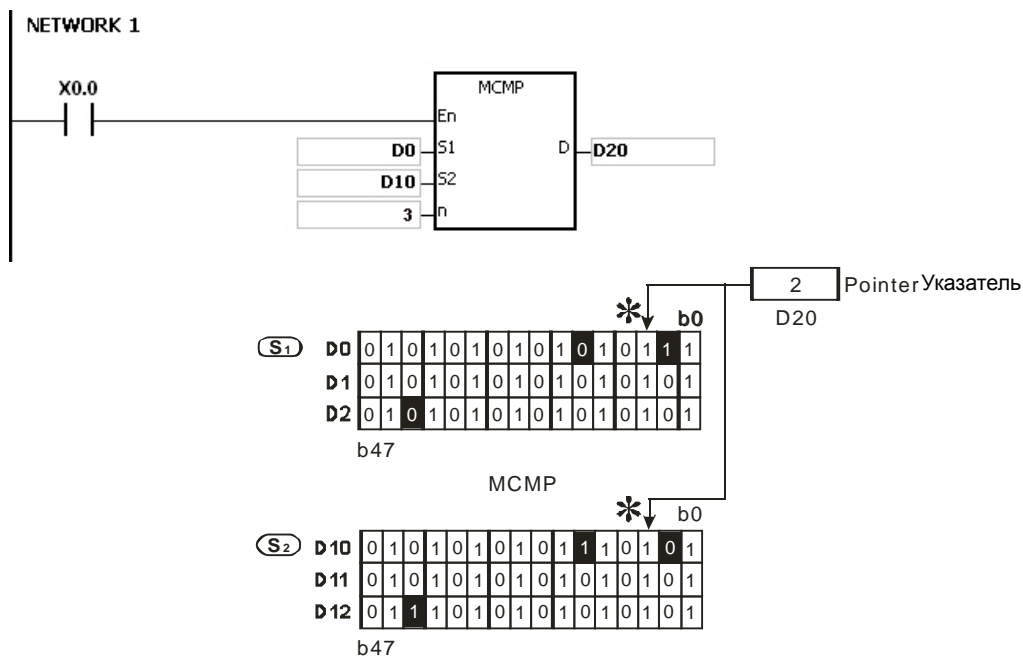 NETWORK 1
X0.0
MCMP
En
D0 S1 D D20
D10 S2
3 n
2 Pointer Указатель
D20
* b0
S1 D0 0 1 0 1 0 1 0 1 0 1 0 1 0 1 1 1
D1 0 1 0 1 0 1 0 1 0 1 0 1 0 1 0 1
D2 0 1 0 1 0 1 0 1 0 1 0 1 0 1 0 1
b47
MCMP
* b0
S2 D10 0 1 0 1 0 1 0 1 0 1 1 1 0 1 0 1
D11 0 1 0 1 0 1 0 1 0 1 0 1 0 1 0 1
D12 0 1 1 1 0 1 0 1 0 1 0 1 0 1 0 1
b47